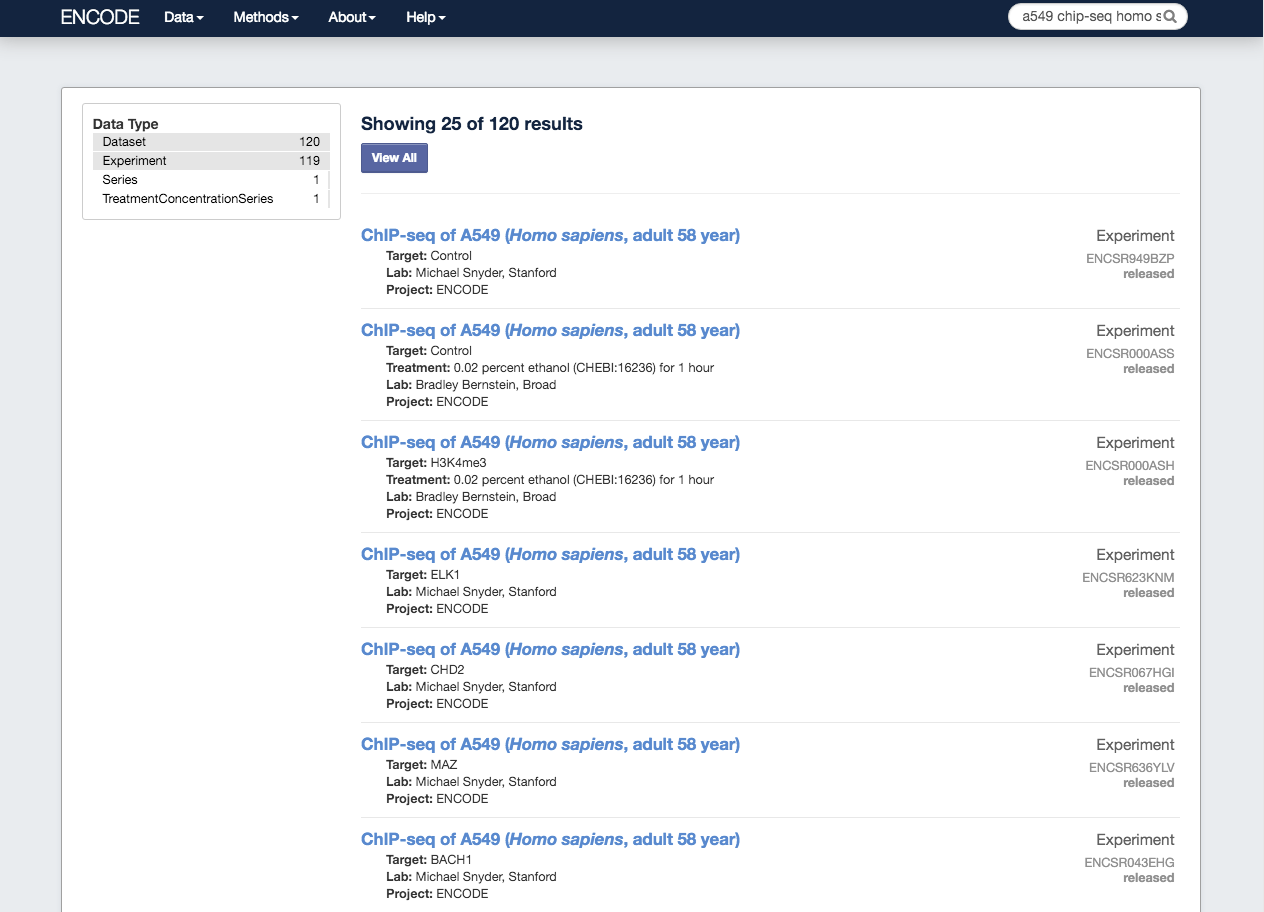 ENCODE Data Methods About Help a549 chip-seq homo s
Data Type
Dataset 120
Experiment 119
Series 1
TreatmentConcentrationSeries 1
Showing 25 of 120 results
View All
ChIP-seq of A549 (Homo sapiens, adult 58 year) Experiment
Target: Control ENCSR949BZP
Lab: Michael Snyder, Stanford released
Project: ENCODE
ChIP-seq of A549 (Homo sapiens, adult 58 year) Experiment
Target: Control ENCSR000ASS
Treatment: 0.02 percent ethanol (CHEBI:16236) for 1 hour released
Lab: Bradley Bernstein, Broad
Project: ENCODE
ChIP-seq of A549 (Homo sapiens, adult 58 year) Experiment
Target: H3K4me3 ENCSR000ASH
Treatment: 0.02 percent ethanol (CHEBI:16236) for 1 hour released
Lab: Bradley Bernstein, Broad
Project: ENCODE
ChIP-seq of A549 (Homo sapiens, adult 58 year) Experiment
Target: ELK1 ENCSR623KNM
Lab: Michael Snyder, Stanford released
Project: ENCODE
ChIP-seq of A549 (Homo sapiens, adult 58 year) Experiment
Target: CHD2 ENCSR067HGI
Lab: Michael Snyder, Stanford released
Project: ENCODE
ChIP-seq of A549 (Homo sapiens, adult 58 year) Experiment
Target: MAZ ENCSR636YLV
Lab: Michael Snyder, Stanford released
Project: ENCODE
ChIP-seq of A549 (Homo sapiens, adult 58 year) Experiment
Target: BACH1 ENCSR043EHG
Lab: Michael Snyder, Stanford released
Project: ENCODE